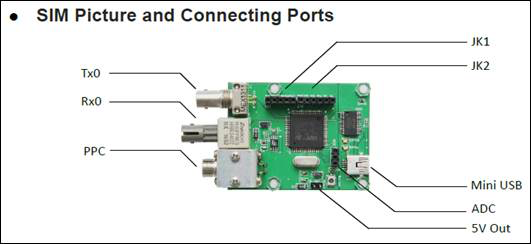 ● SIM Picture and Connecting Ports
JK1
JK2
Tx0
Rx0
PPC
Mini USB
ADC
5V Out